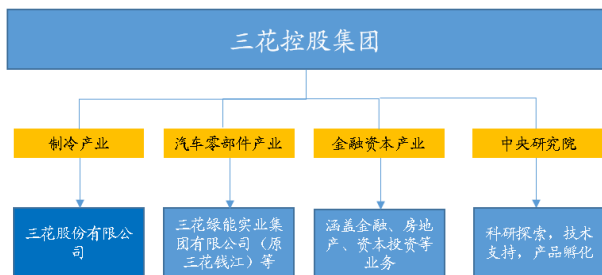 三花控股集团
制冷产业
汽车零部件产业
金融资本产业
中央研究院
三花股份有限公
司
三花绿能实业集
团有限公司（原
三花钱江）等
涵盖金融、房地
产、资本投资等
业务
科研探索，技术
支持，产品孵化